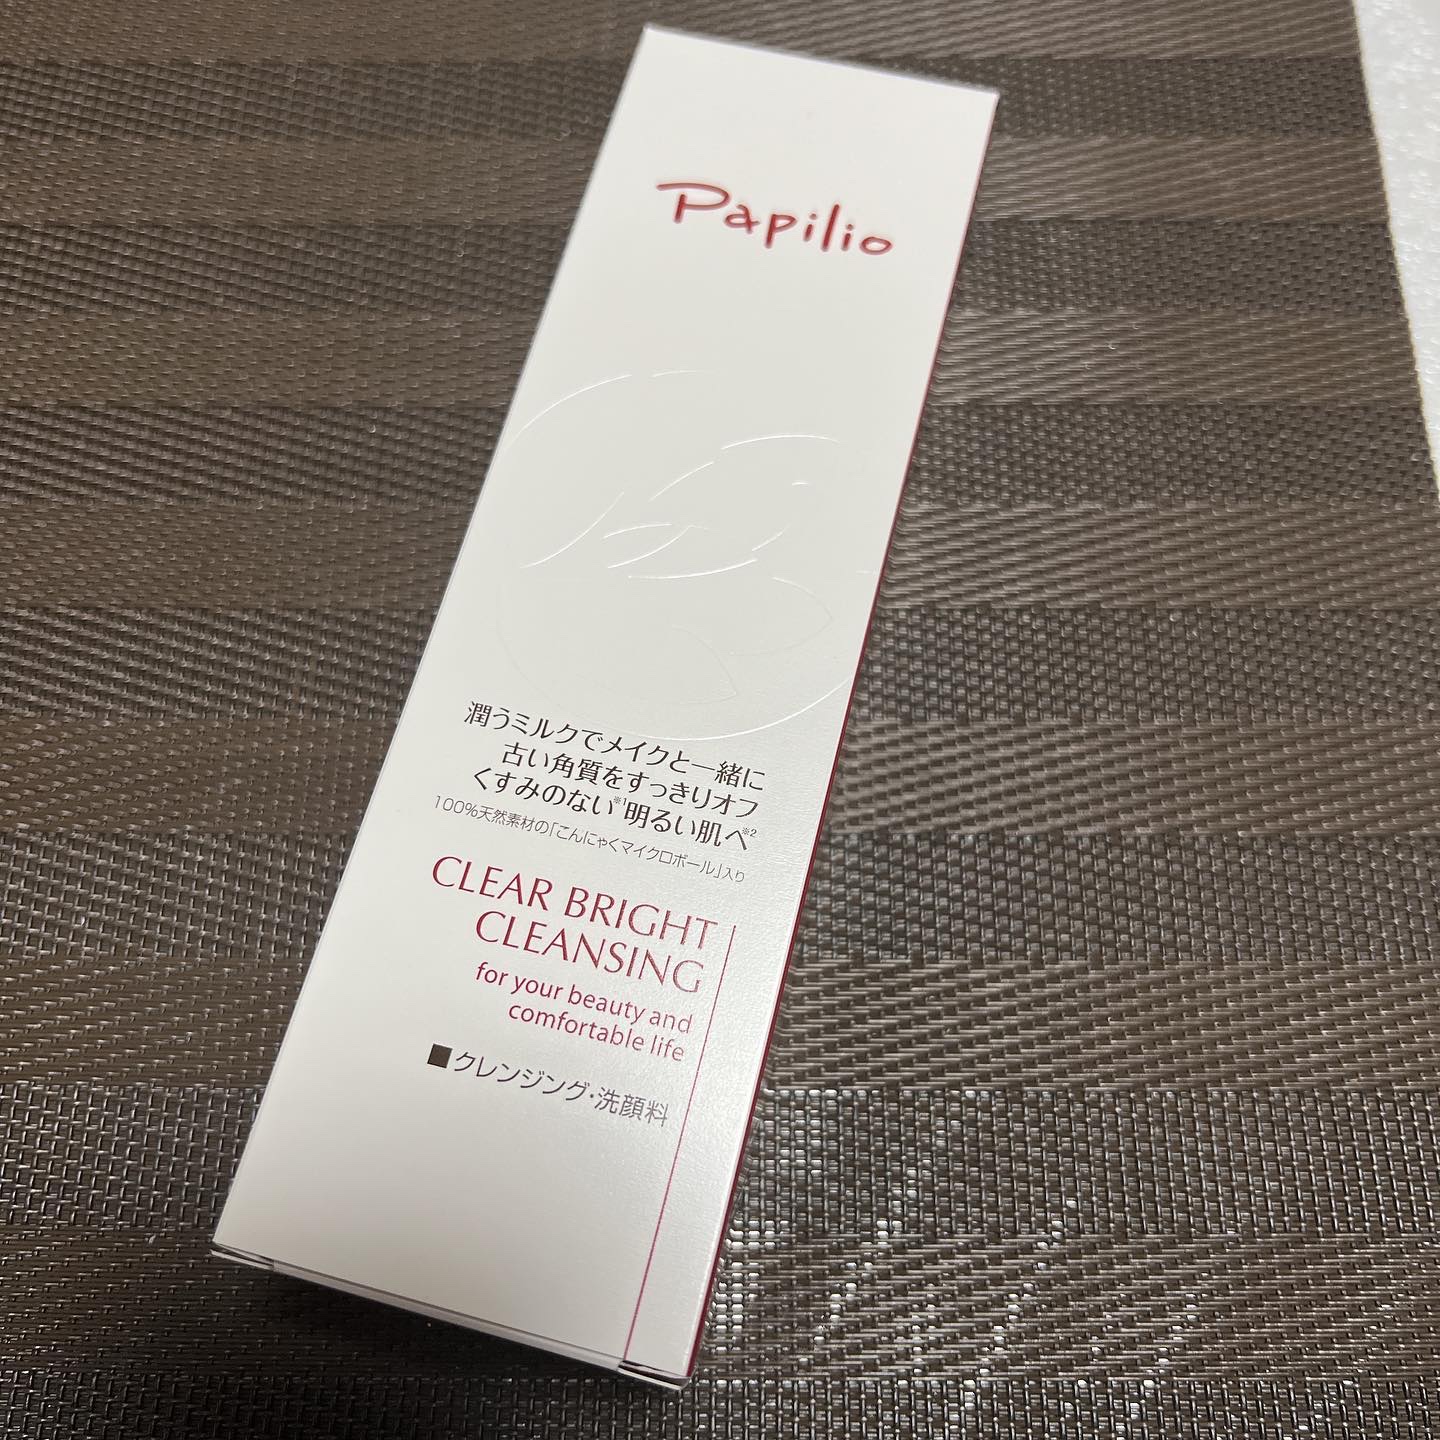 Papilio
潤うミルクでメイクと一緒に
古い角質をすっきりオフ
くすみのない※1明るい肌へ※2
100%天然素材の「こんにゃくマイクロボール」入り
CLEAR BRIGHT
CLEANSING
for your beauty and
comfortable life
■クレンジング・洗顔料